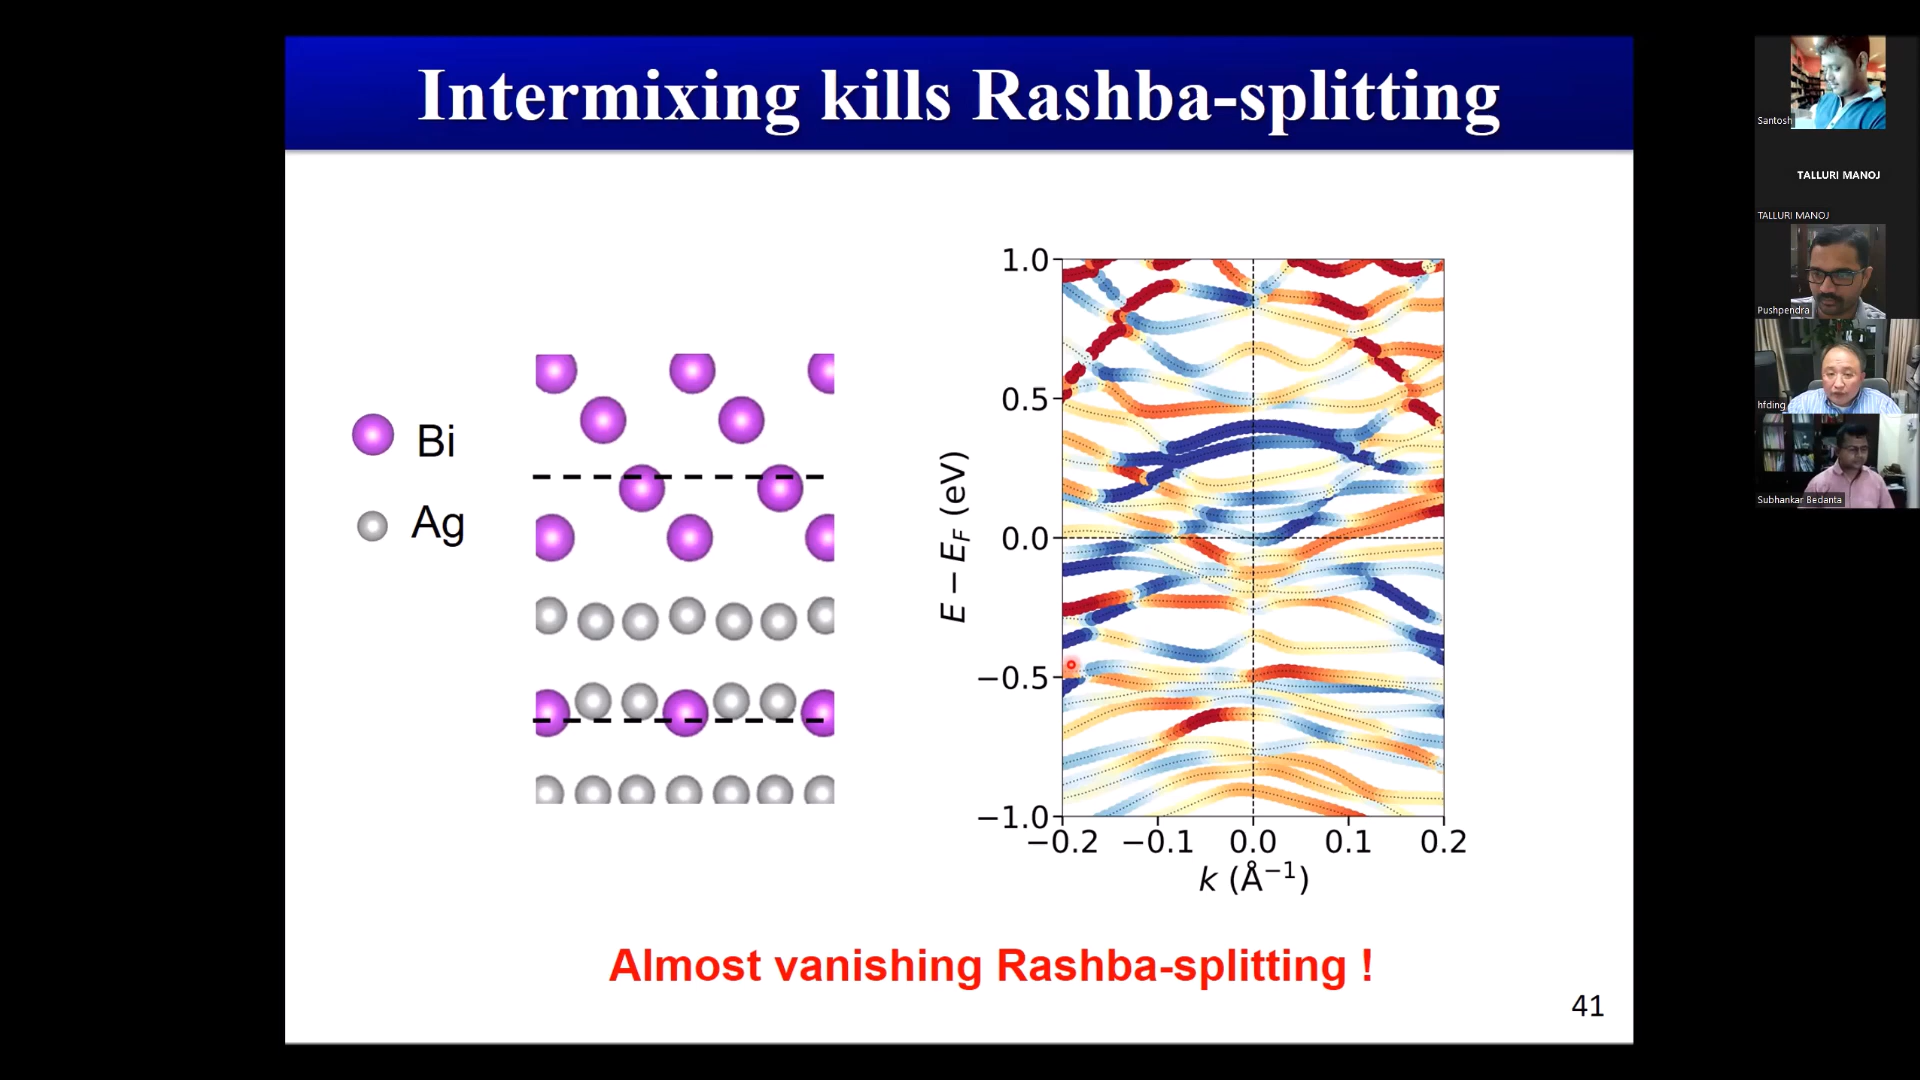 Intermixing kills Rashba-splitting
Bi
Ag
1.0
0.5
0.0
−0.5
−1.0
E − E_F (eV)
−0.2 −0.1 0.0 0.1 0.2
k (Å⁻¹)
Almost vanishing Rashba-splitting !
41
Santosh
TALLURI MANOJ
TALLURI MANOJ
Pushpendra
hfding
Subhankar Bedanta